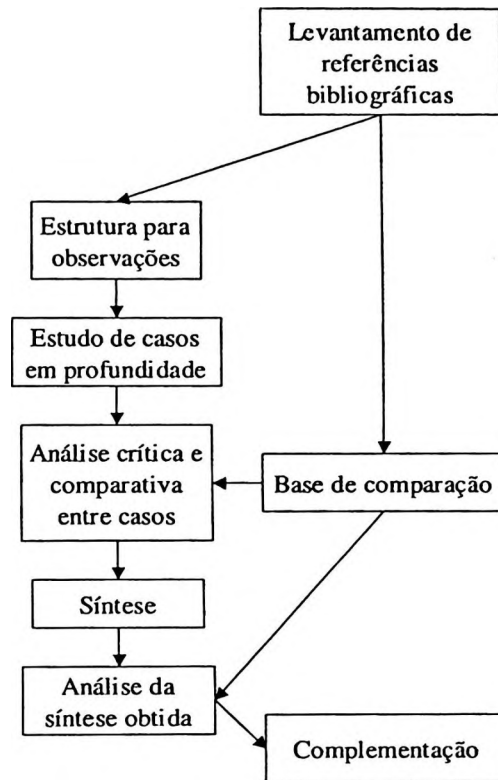 Levantamento de
referências
bibliográficas
Estrutura para
observações
Estudo de casos
em profundidade
Análise crítica e
comparativa
entre casos
Base de comparação
Síntese
Análise da
síntese obtida
Complementação